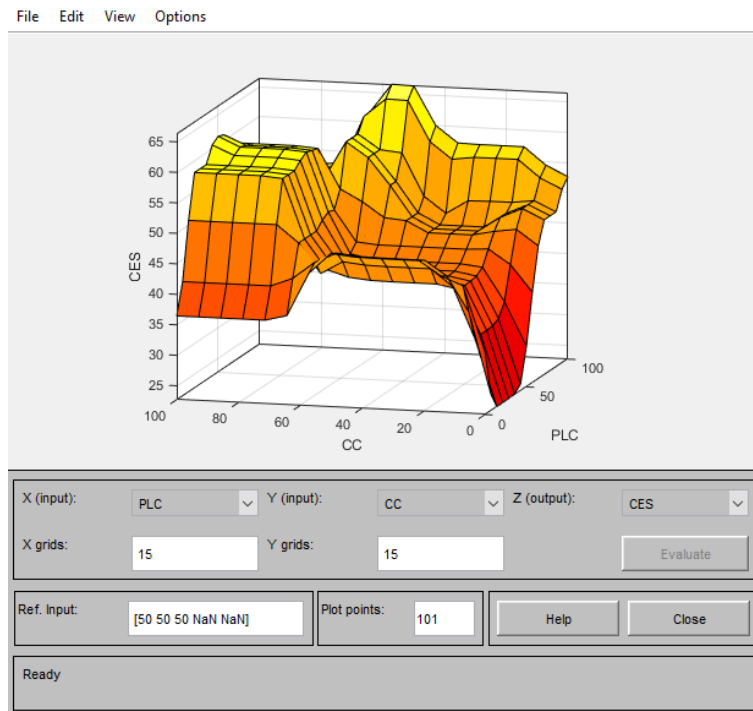 File Edit View Options
65
60
55
50
45
40
35
30
25
CES
100
80
60
40
20
0
CC
0
50
100
PLC
X (input): PLC Y (input): CC Z (output): CES
X grids: 15 Y grids: 15 Evaluate
Ref. Input: [50 50 50 NaN NaN] Plot points: 101 Help Close
Ready